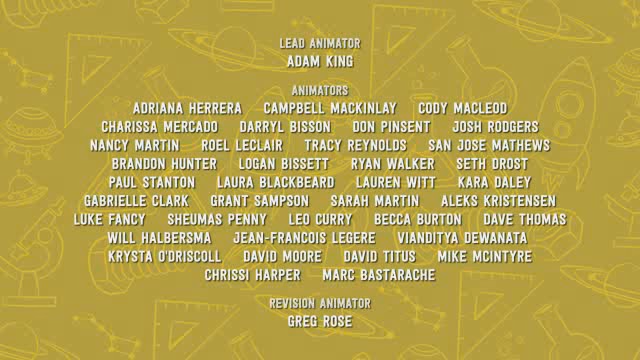 LEAD ANIMATOR
ADAM KING
ANIMATORS
ADRIANA HERRERA CAMPBELL MACKINLAY CODY MACLEOD
CHARISSA MERCADO DARRYL BISSON DON PINSENT JOSH RODGERS
NANCY MARTIN ROEL LECLAIR TRACY REYNOLDS SAN JOSE MATHEWS
BRANDON HUNTER LOGAN BISSETT RYAN WALKER SETH DROST
PAUL STANTON LAURA BLACKBEARD LAUREN WITT KARA DALEY
GABRIELLE CLARK GRANT SAMPSON SARAH MARTIN ALEKS KRISTENSEN
LUKE FANCY SHEUMAS PENNY LEO CURRY BECCA BURTON DAVE THOMAS
WILL HALBERSMA JEAN-FRANCOIS LEGERE VIANDITYA DEWANATA
KRYSTA O'DRISCOLL DAVID MOORE DAVID TITUS MIKE MCINTYRE
CHRISSI HARPER MARC BASTARACHE
REVISION ANIMATOR
GREG ROSE